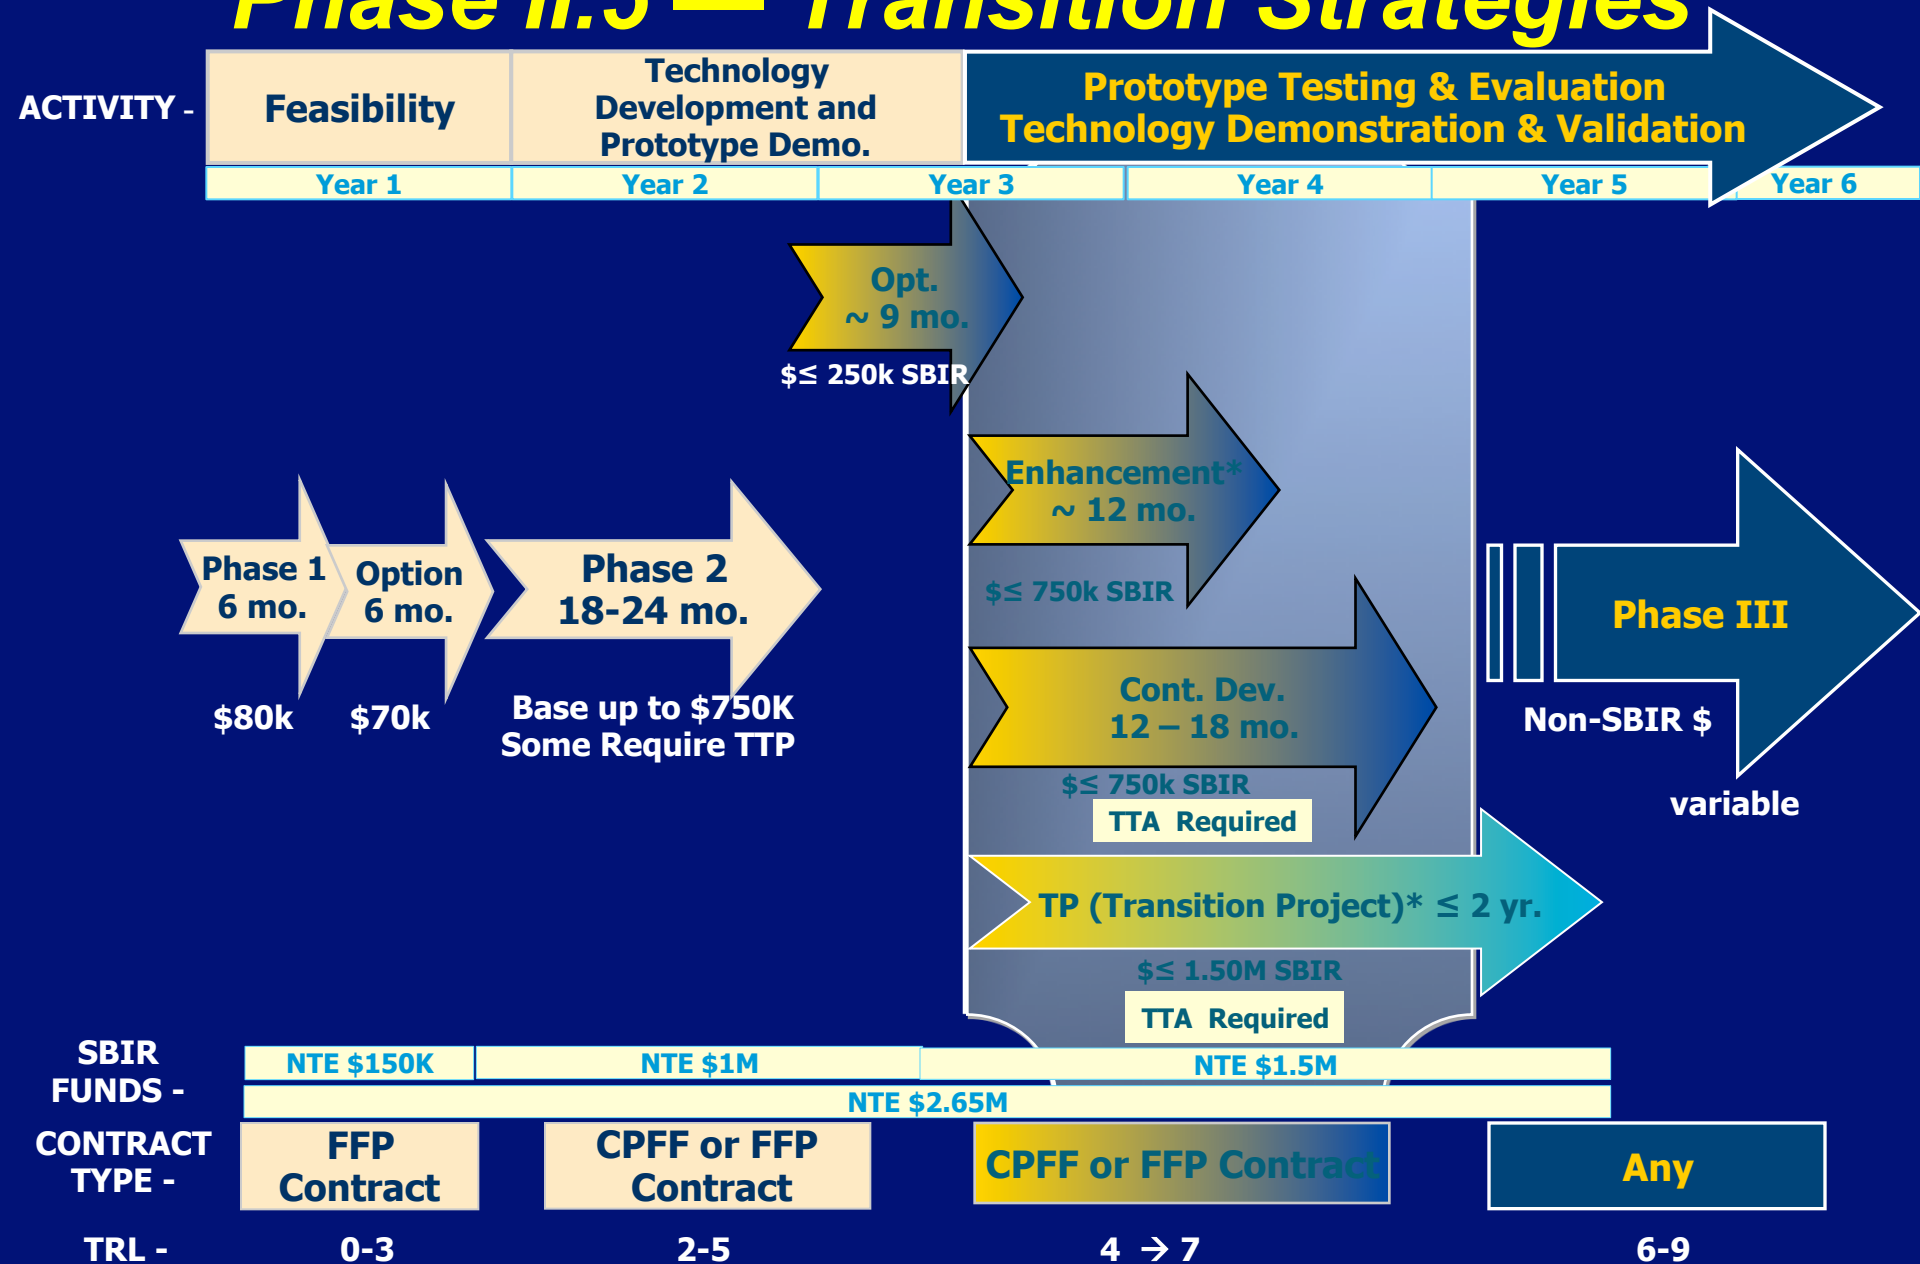 Phase II.5 — Transition Strategies
ACTIVITY -
Feasibility
Technology
Development and
Prototype Demo.
Prototype Testing & Evaluation
Technology Demonstration & Validation
Year 1
Year 2
Year 3
Year 4
Year 5
Year 6
Opt.
~ 9 mo.
$≤ 250k SBIR
Enhancement*
~ 12 mo.
$≤ 750k SBIR
Phase 1
6 mo.
Option
6 mo.
Phase 2
18-24 mo.
Phase III
$80k
$70k
Base up to $750K
Some Require TTP
Cont. Dev.
12 – 18 mo.
$≤ 750k SBIR
TTA Required
Non-SBIR $
variable
TP (Transition Project)* ≤ 2 yr.
$≤ 1.50M SBIR
TTA Required
SBIR
FUNDS -
NTE $150K
NTE $1M
NTE $1.5M
NTE $2.65M
CONTRACT
TYPE -
FFP
Contract
CPFF or FFP
Contract
CPFF or FFP Contract
Any
TRL -
0-3
2-5
4 → 7
6-9